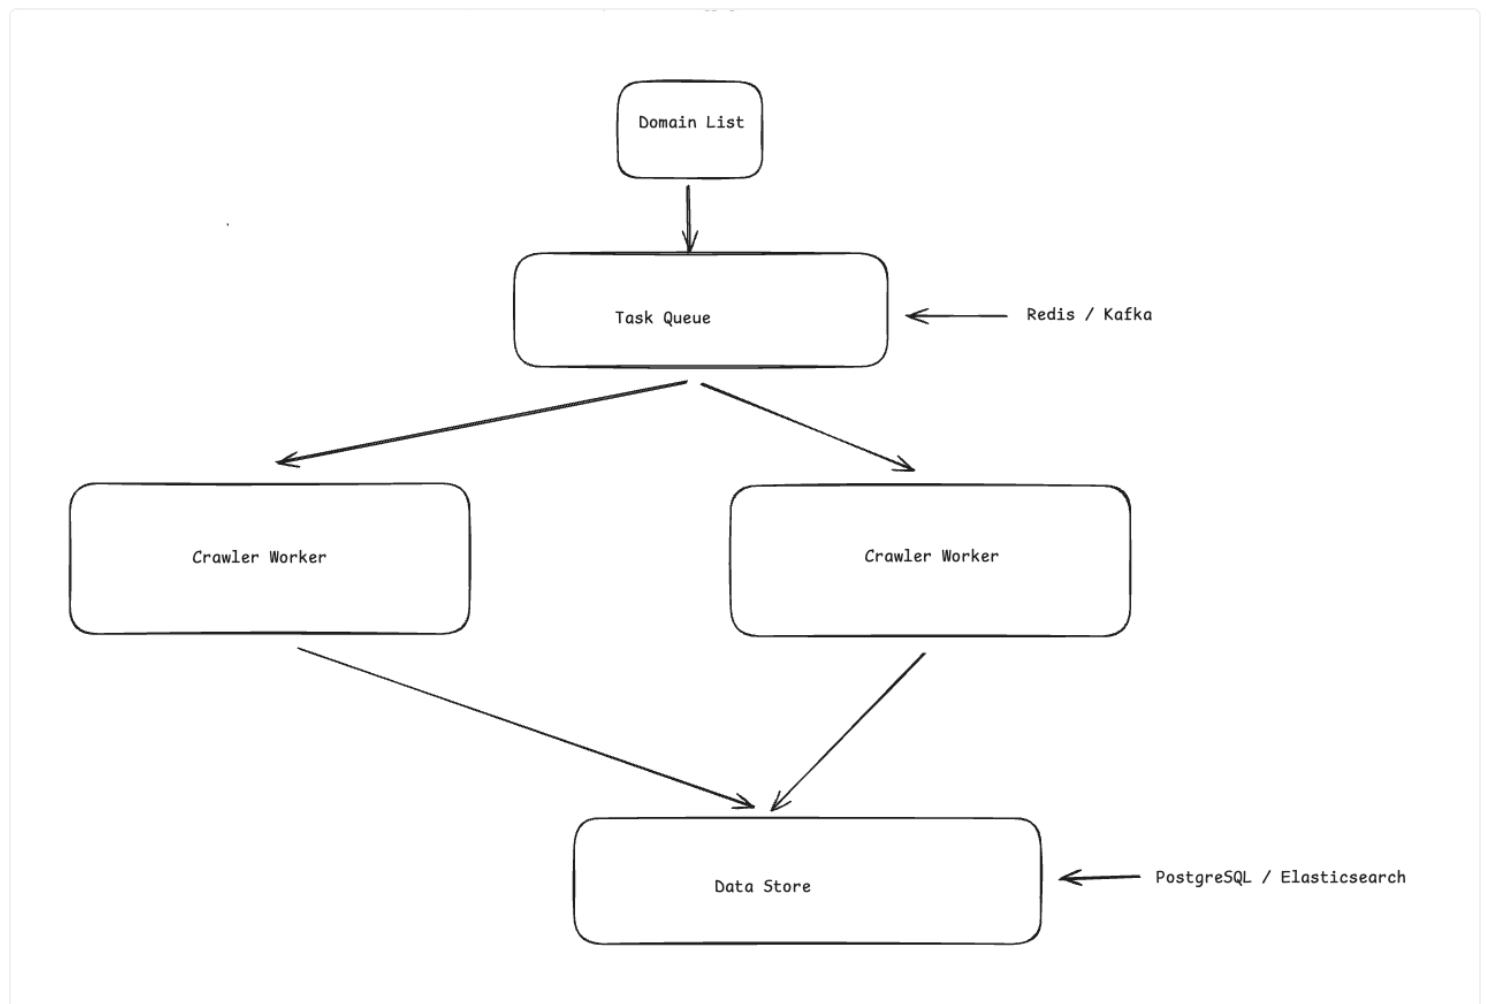 Domain List
Task Queue
Redis / Kafka
Crawler Worker
Crawler Worker
Data Store
PostgreSQL / Elasticsearch